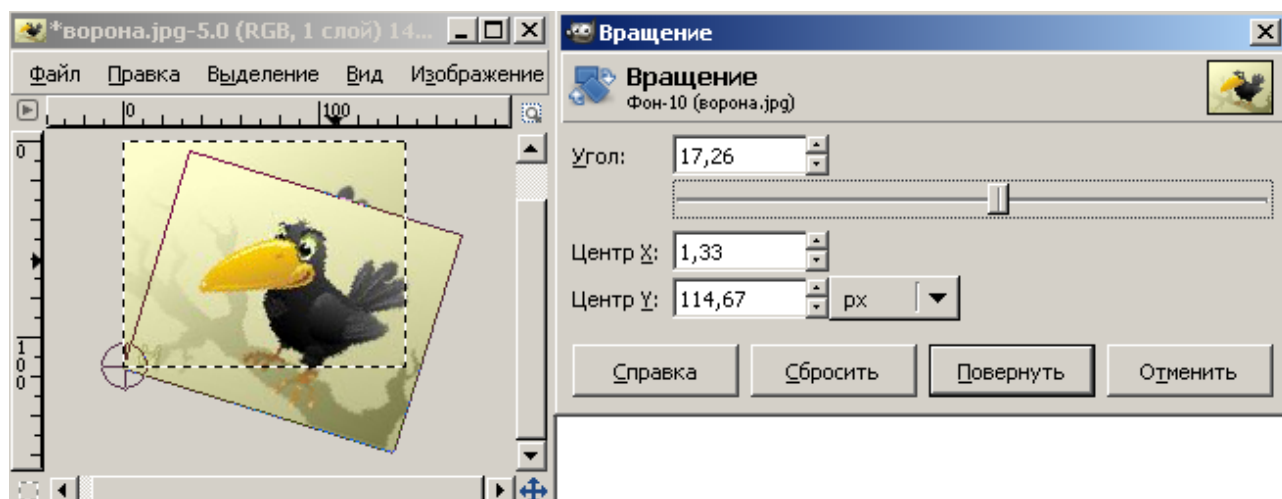 *ворона.jpg-5.0 (RGB, 1 слой) 14...
Файл Правка Выделение Вид Изображение
0 100
0
100
Вращение
Вращение
Фон-10 (ворона.jpg)
Угол: 17,26
Центр X: 1,33
Центр Y: 114,67 px
Справка Сбросить Повернуть Отменить